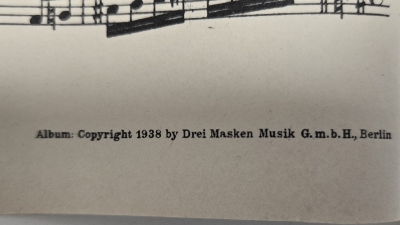 Album: Copyright 1938 by Drei Masken Musik G.m.b.H., Berlin